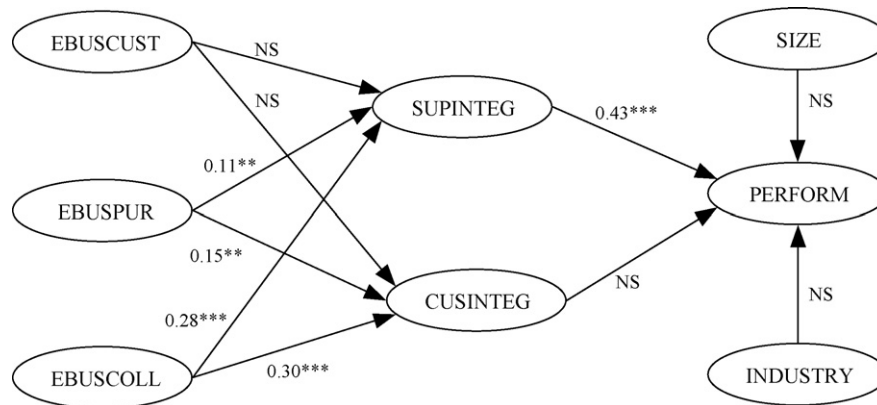 EBUSCUST
NS
SIZE
NS
SUPINTEG
NS
0.43***
0.11**
EBUSPUR
PERFORM
0.15**
NS
CUSINTEG
NS
0.28***
0.30***
EBUSCOLL
INDUSTRY